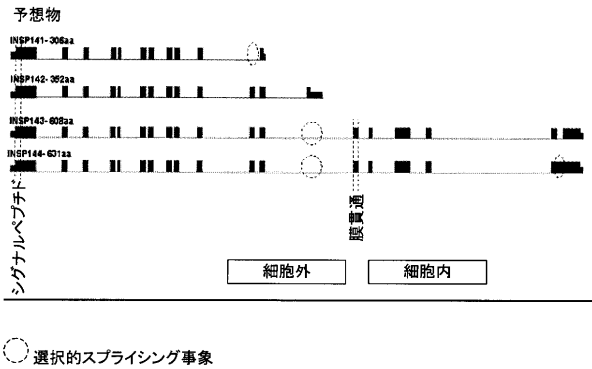 予想物
INSP141-306aa
INSP142-352aa
INSP143-608aa
INSP144-631aa
シグナルペプチド
膜貫通
細胞外
細胞内
選択的スプライシング事象